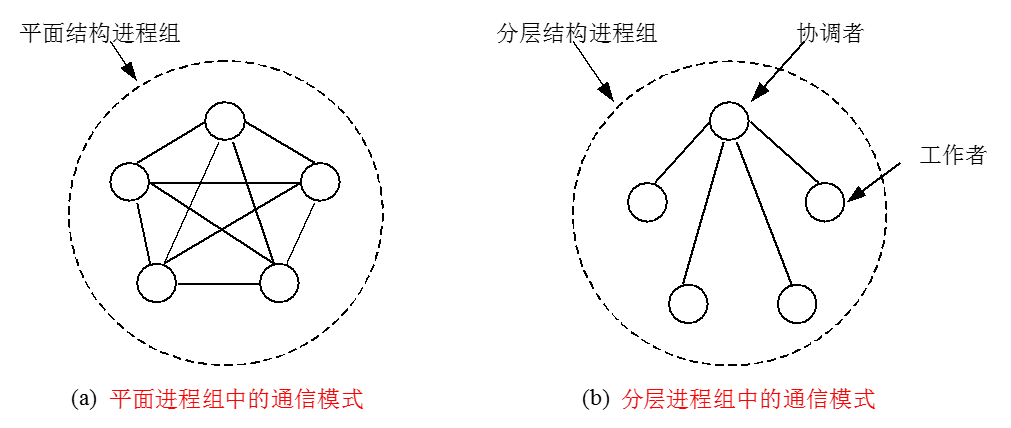 平面结构进程组
分层结构进程组
协调者
工作者
(a) 平面进程组中的通信模式
(b) 分层进程组中的通信模式